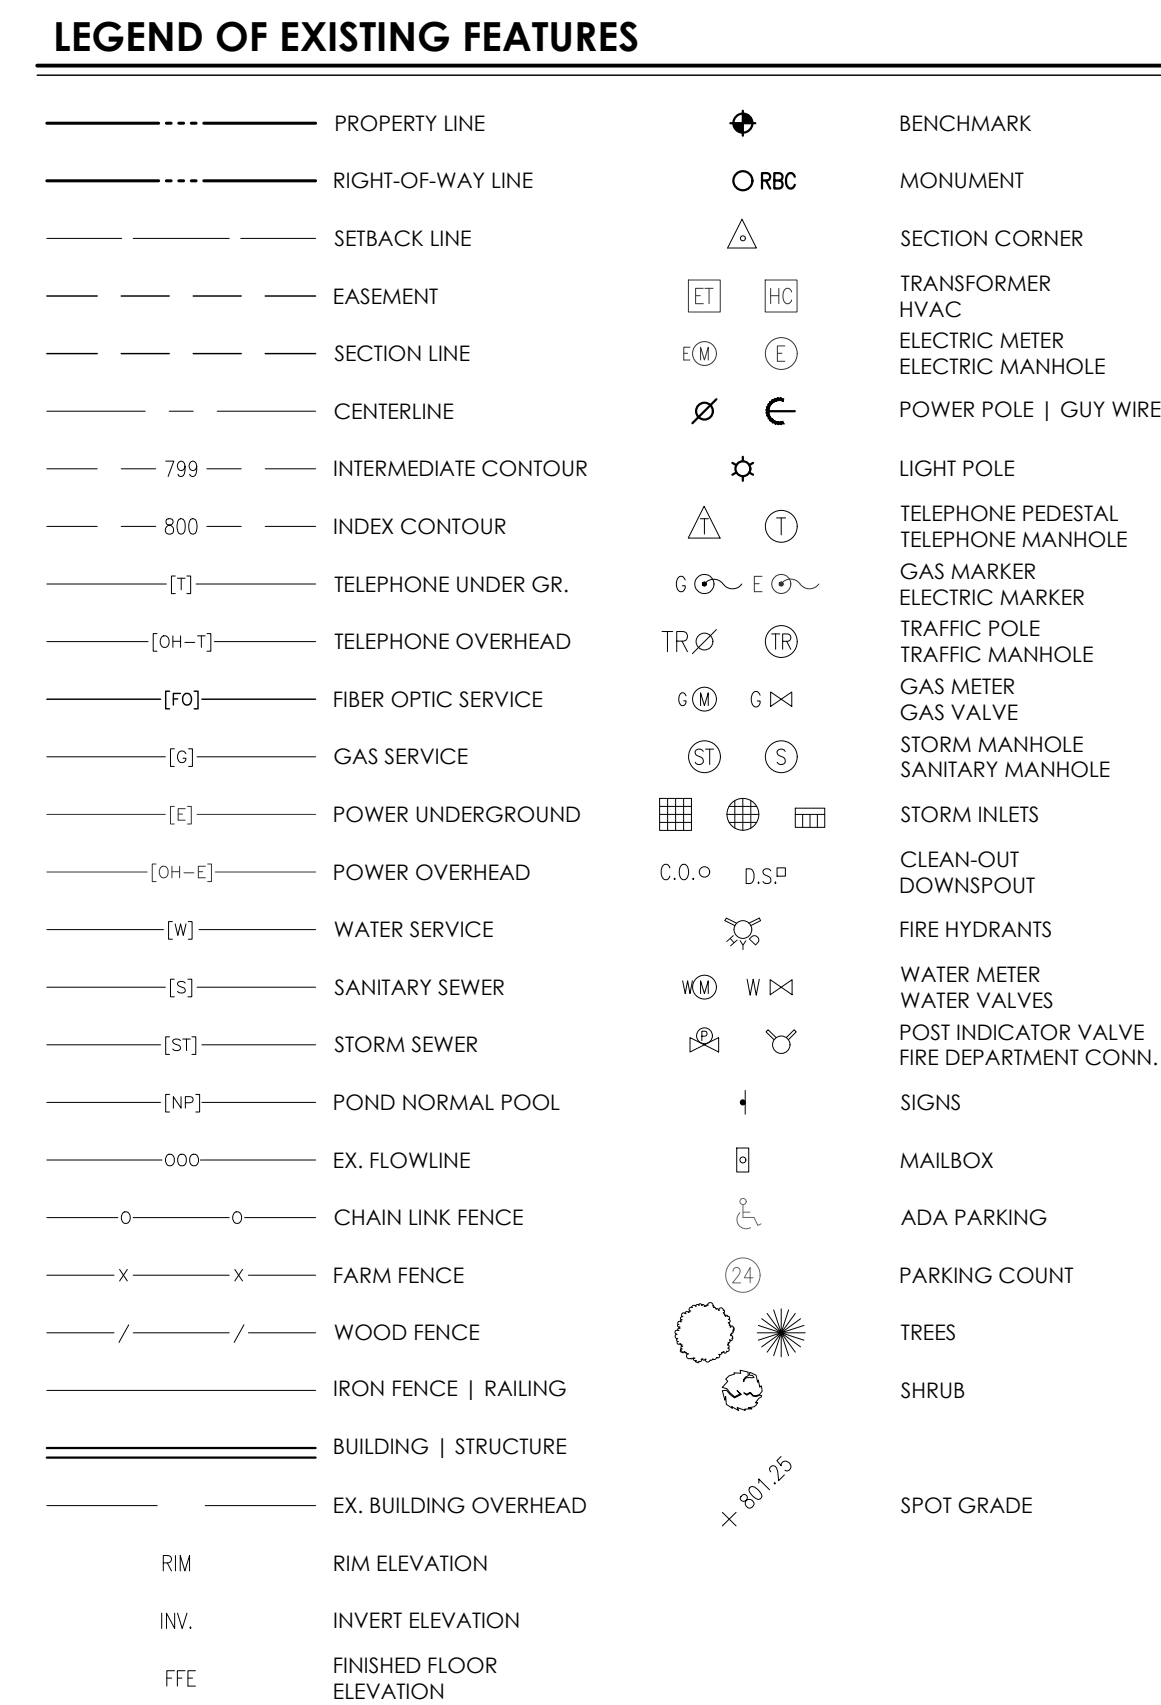 LEGEND OF EXISTING FEATURES
PROPERTY LINE
RIGHT-OF-WAY LINE
SETBACK LINE
EASEMENT
SECTION LINE
CENTERLINE
799 INTERMEDIATE CONTOUR
800 INDEX CONTOUR
[T] TELEPHONE UNDER GR.
[OH-T] TELEPHONE OVERHEAD
[FO] FIBER OPTIC SERVICE
[G] GAS SERVICE
[E] POWER UNDERGROUND
[OH-E] POWER OVERHEAD
[W] WATER SERVICE
[S] SANITARY SEWER
[ST] STORM SEWER
[NP] POND NORMAL POOL
000 EX. FLOWLINE
O O CHAIN LINK FENCE
X X FARM FENCE
/ / WOOD FENCE
IRON FENCE | RAILING
BUILDING | STRUCTURE
EX. BUILDING OVERHEAD
RIM RIM ELEVATION
INV. INVERT ELEVATION
FFE FINISHED FLOOR
ELEVATION
BENCHMARK
RBC MONUMENT
SECTION CORNER
ET HC TRANSFORMER
HVAC
EM E ELECTRIC METER
ELECTRIC MANHOLE
POWER POLE | GUY WIRE
LIGHT POLE
T T TELEPHONE PEDESTAL
TELEPHONE MANHOLE
G E GAS MARKER
ELECTRIC MARKER
TR TR TRAFFIC POLE
TRAFFIC MANHOLE
G M G GAS METER
GAS VALVE
ST S STORM MANHOLE
SANITARY MANHOLE
STORM INLETS
C.O. D.S. CLEAN-OUT
DOWNSPOUT
HYD FIRE HYDRANTS
WM W WATER METER
WATER VALVES
P POST INDICATOR VALVE
FIRE DEPARTMENT CONN.
SIGNS
MAILBOX
ADA PARKING
24 PARKING COUNT
TREES
SHRUB
801.25 SPOT GRADE